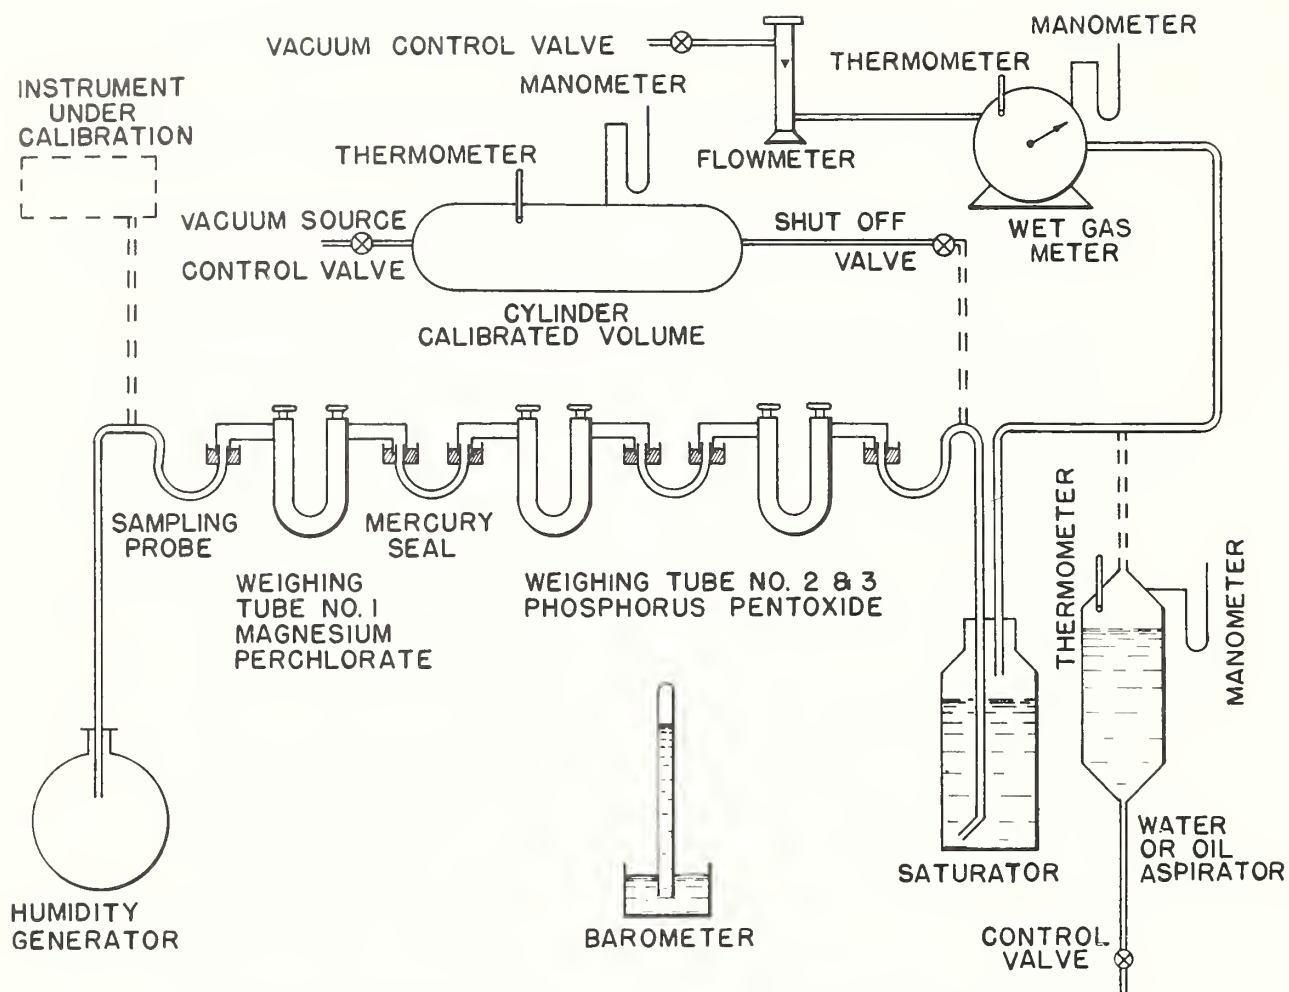 VACUUM CONTROL VALVE
MANOMETER
THERMOMETER
INSTRUMENT
UNDER
CALIBRATION
MANOMETER
THERMOMETER
FLOWMETER
VACUUM SOURCE
CONTROL VALVE
SHUT OFF
VALVE
WET GAS
METER
CYLINDER
CALIBRATED VOLUME
SAMPLING
PROBE
MERCURY
SEAL
WEIGHING
TUBE NO. 1
MAGNESIUM
PERCHLORATE
WEIGHING TUBE NO. 2 & 3
PHOSPHORUS PENTOXIDE
THERMOMETER
MANOMETER
HUMIDITY
GENERATOR
BAROMETER
SATURATOR
WATER
OR OIL
ASPIRATOR
CONTROL
VALVE